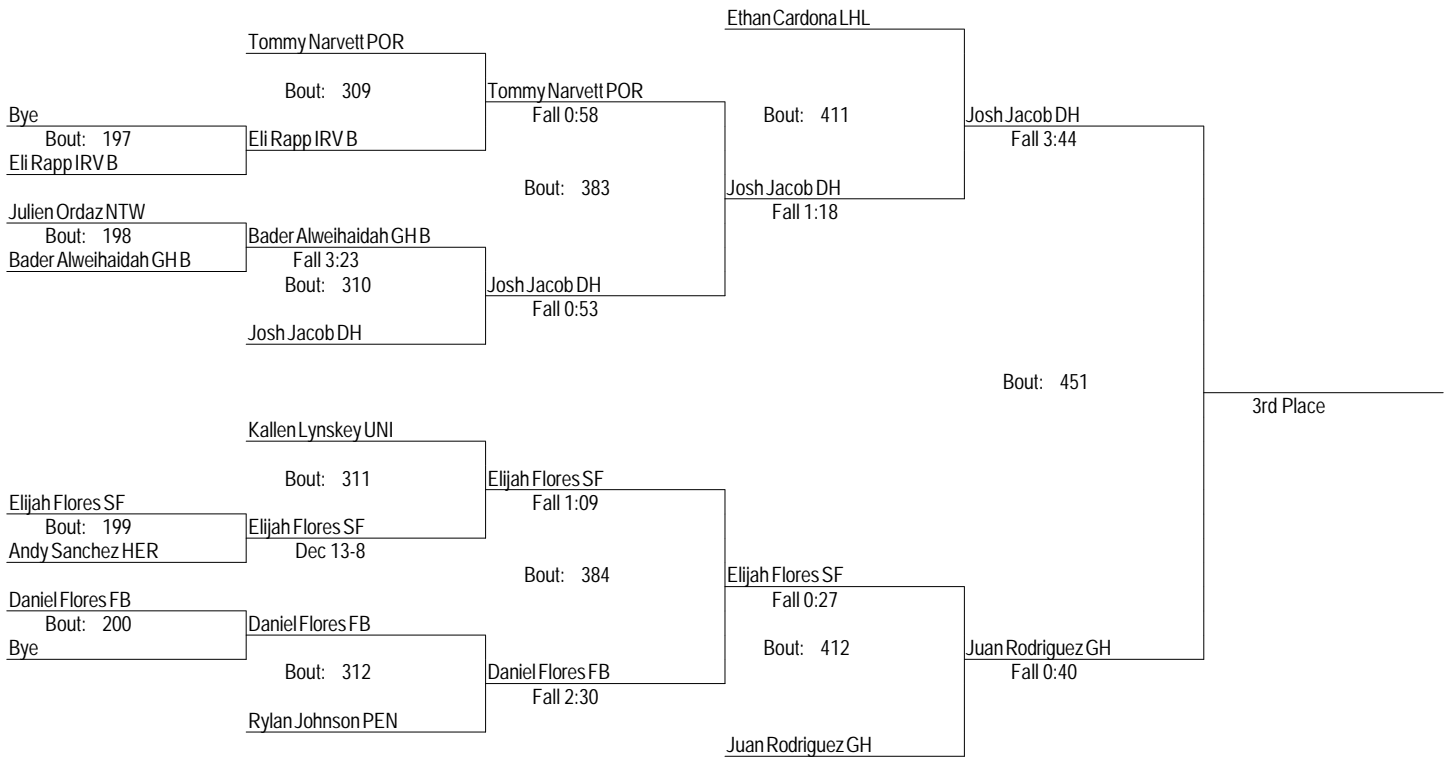 Ethan Cardona LHL
Tommy Narvett POR
Bout: 309
Tommy Narvett POR
Fall 0:58
Bye
Bout: 197
Eli Rapp IRV B
Eli Rapp IRV B
Bout: 411
Josh Jacob DH
Fall 3:44
Bout: 383
Josh Jacob DH
Fall 1:18
Julien Ordaz NTW
Bout: 198
Bader Alweihaidah GH B
Bader Alweihaidah GH B
Fall 3:23
Bout: 310
Josh Jacob DH
Fall 0:53
Josh Jacob DH
Bout: 451
3rd Place
Kallen Lynskey UNI
Bout: 311
Elijah Flores SF
Fall 1:09
Elijah Flores SF
Bout: 199
Andy Sanchez HER
Elijah Flores SF
Dec 13-8
Bout: 384
Elijah Flores SF
Fall 0:27
Daniel Flores FB
Bout: 200
Bye
Daniel Flores FB
Bout: 312
Daniel Flores FB
Fall 2:30
Bout: 412
Juan Rodriguez GH
Fall 0:40
Rylan Johnson PEN
Juan Rodriguez GH